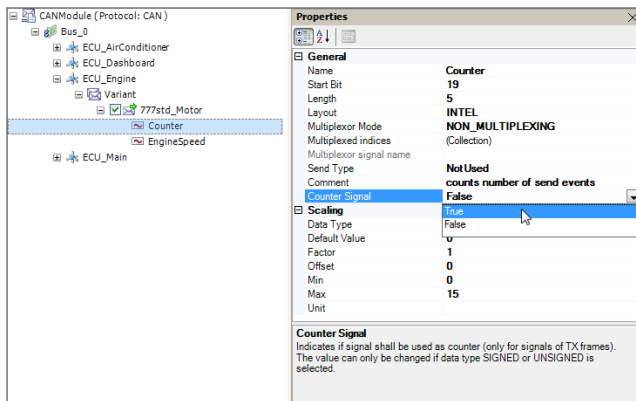 CANModule (Protocol: CAN)
Bus_0
ECU_AirConditioner
ECU_Dashboard
ECU_Engine
Variant
777std_Motor
Counter
EngineSpeed
ECU_Main
Properties
General
Name Counter
Start Bit 19
Length 5
Layout INTEL
Multiplexor Mode NON_MULTIPLEXING
Multiplexed indices (Collection)
Multiplexor signal name
Send Type NotUsed
Comment counts number of send events
Counter Signal False
True
False
Scaling
Data Type
Default Value 0
Factor 1
Offset 0
Min 0
Max 15
Unit
Counter Signal
Indicates if signal shall be used as counter (only for signals of TX frames).
The value can only be changed if data type SIGNED or UNSIGNED is
selected.